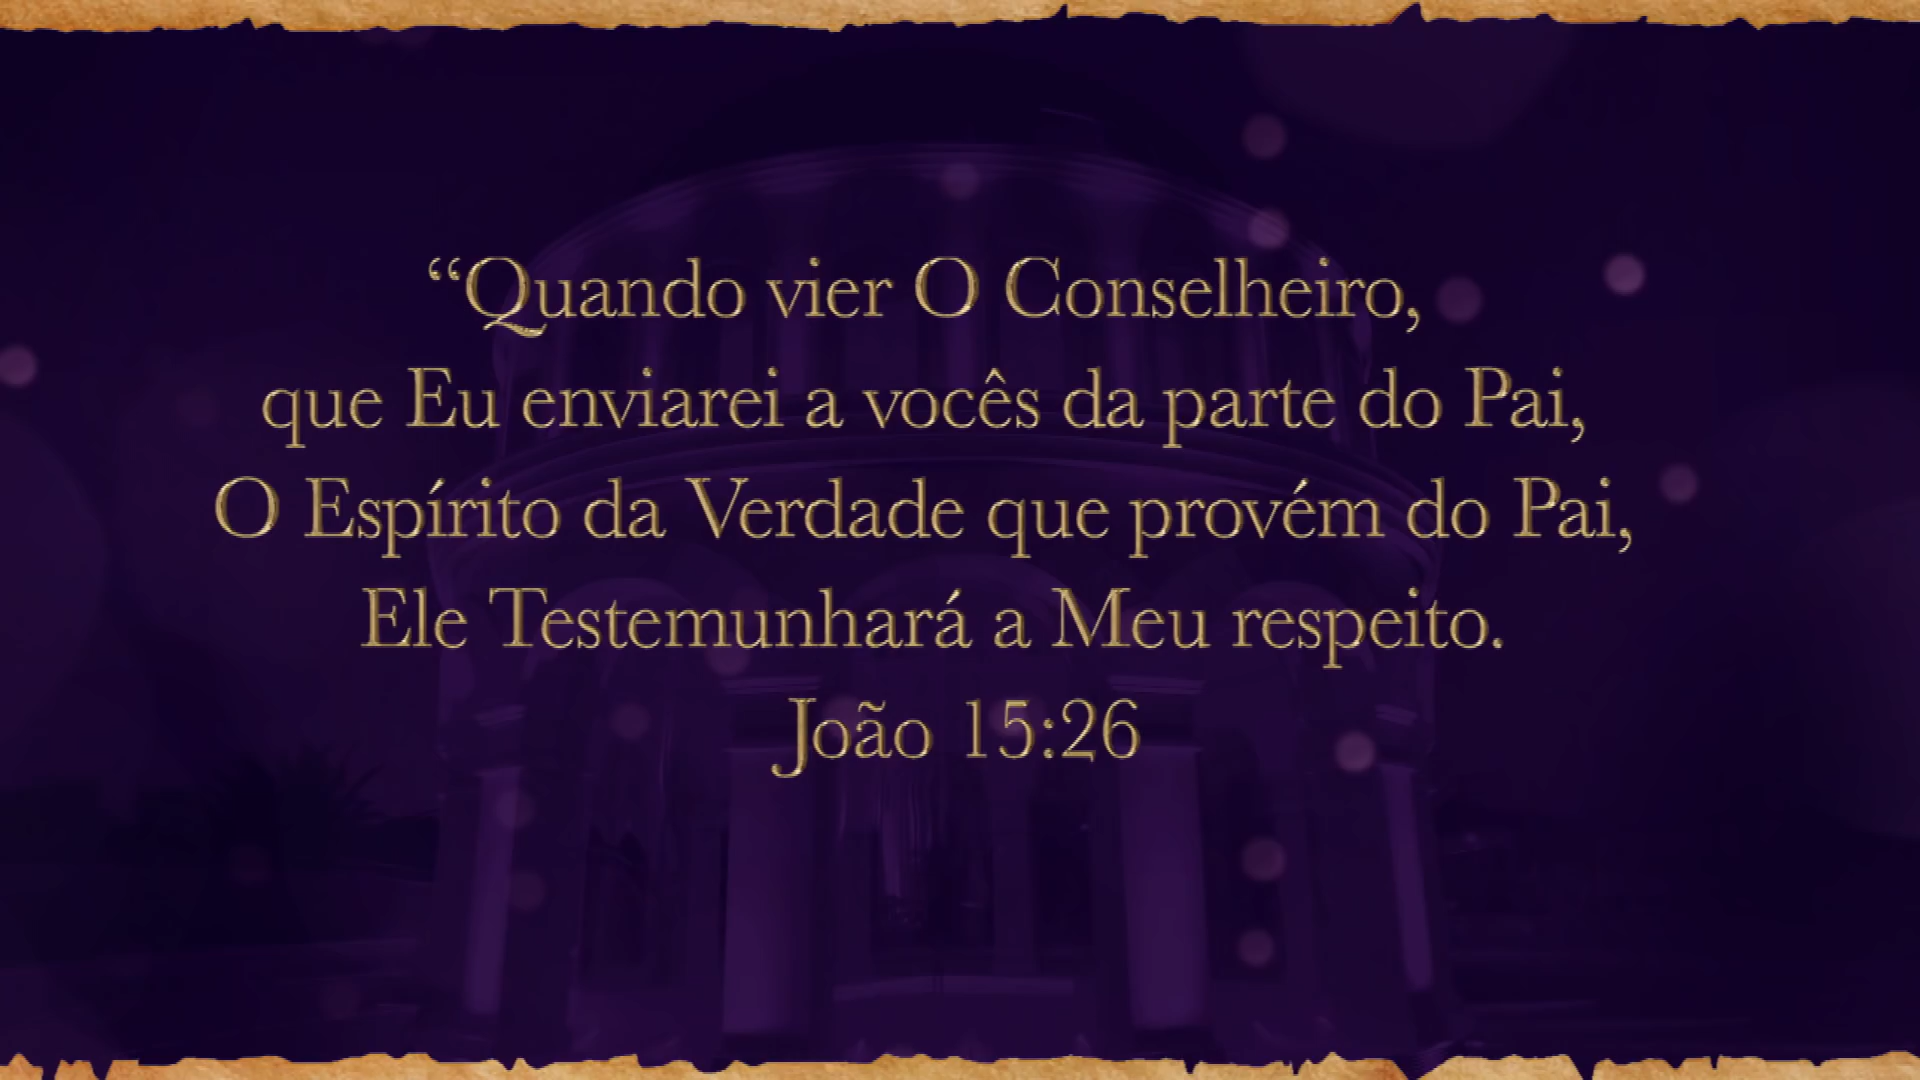 “Quando vier O Conselheiro,
que Eu enviarei a vocês da parte do Pai,
O Espírito da Verdade que provém do Pai,
Ele Testemunhará a Meu respeito.
João 15:26